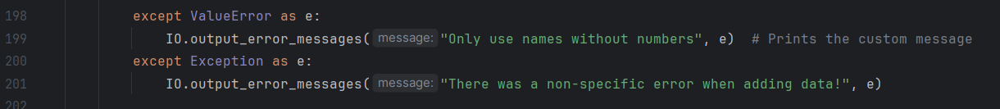 198 except ValueError as e:
199 IO.output_error_messages( message: "Only use names without numbers", e)  # Prints the custom message
200 except Exception as e:
201 IO.output_error_messages( message: "There was a non-specific error when adding data!", e)
202